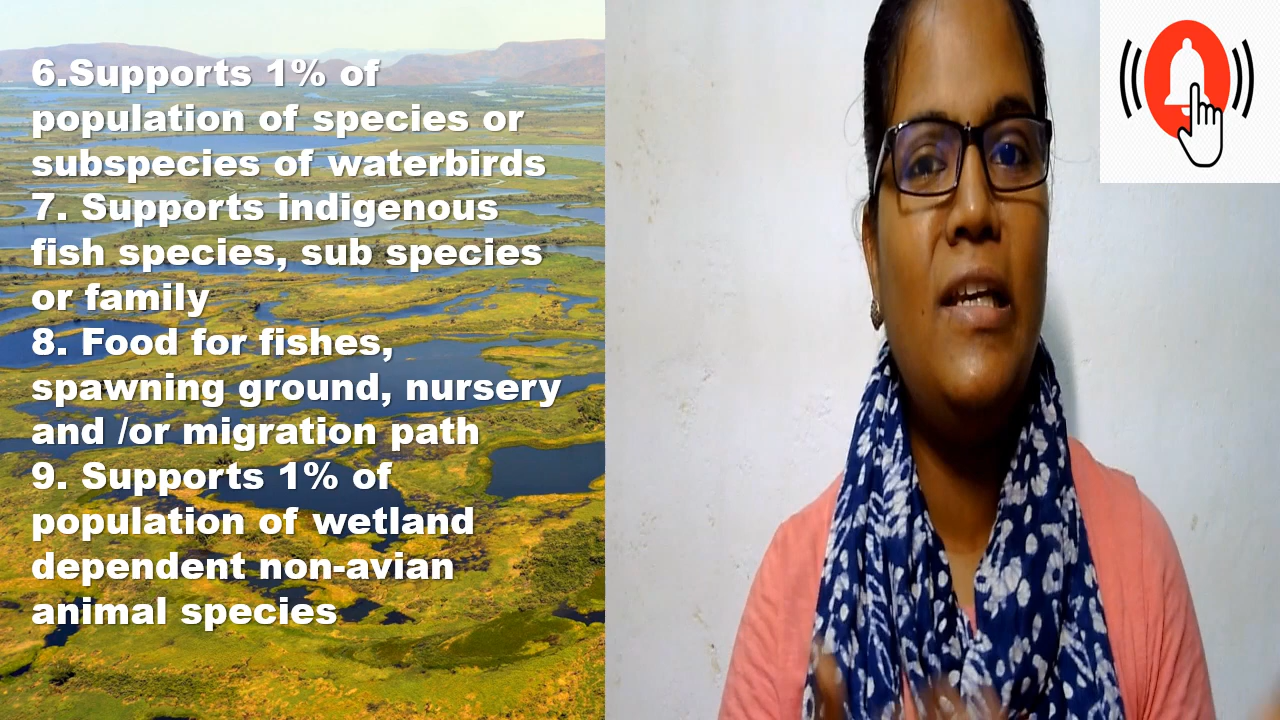 6.Supports 1% of
population of species or
subspecies of waterbirds
7. Supports indigenous
fish species, sub species
or family
8. Food for fishes,
spawning ground, nursery
and /or migration path
9. Supports 1% of
population of wetland
dependent non-avian
animal species